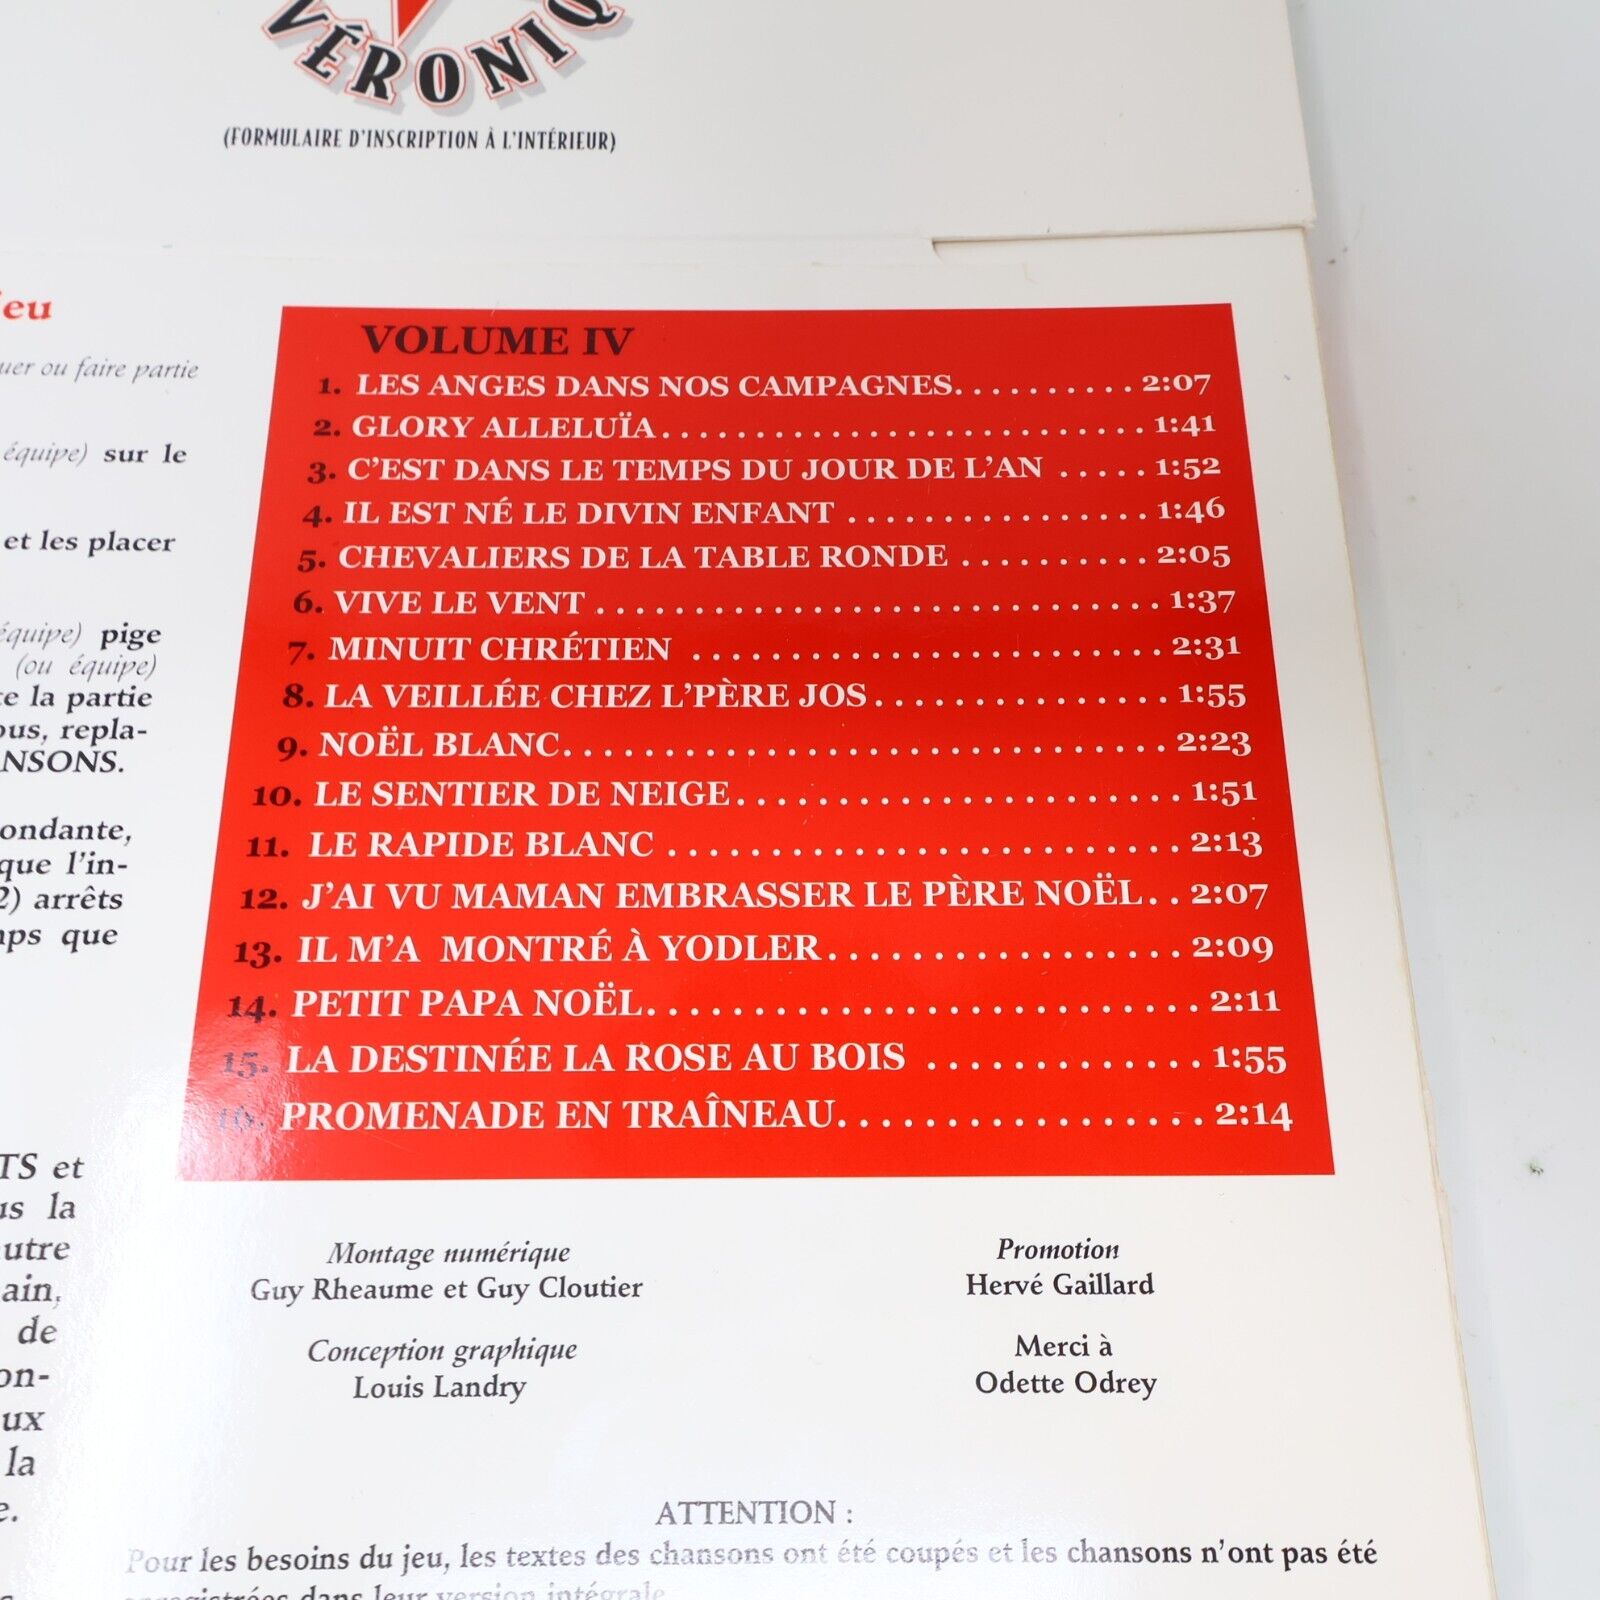 VÉRONIQ
(FORMULAIRE D'INSCRIPTION À L'INTÉRIEUR)
jeu
uer ou faire partie
équipe) sur le
et les placer
équipe) pige
(ou équipe)
te la partie
ous, repla-
NSONS.
ondante,
que l'in-
2) arrêts
mps que
TS et
us la
utre
ain,
de
on-
ux
la
e.
VOLUME IV
1. LES ANGES DANS NOS CAMPAGNES.......... 2:07
2. GLORY ALLELUÏA......................... 1:41
3. C'EST DANS LE TEMPS DU JOUR DE L'AN ..... 1:52
4. IL EST NÉ LE DIVIN ENFANT ................ 1:46
5. CHEVALIERS DE LA TABLE RONDE .......... 2:05
6. VIVE LE VENT ............................. 1:37
7. MINUIT CHRÉTIEN ........................ 2:31
8. LA VEILLÉE CHEZ L'PÈRE JOS............... 1:55
9. NOËL BLANC.............................. 2:23
10. LE SENTIER DE NEIGE...................... 1:51
11. LE RAPIDE BLANC ......................... 2:13
12. J'AI VU MAMAN EMBRASSER LE PÈRE NOËL.. 2:07
13. IL M'A MONTRÉ À YODLER................. 2:09
14. PETIT PAPA NOËL......................... 2:11
15. LA DESTINÉE LA ROSE AU BOIS ............ 1:55
16. PROMENADE EN TRAÎNEAU................. 2:14
Montage numérique
Guy Rheaume et Guy Cloutier
Conception graphique
Louis Landry
Promotion
Hervé Gaillard
Merci à
Odette Odrey
ATTENTION :
Pour les besoins du jeu, les textes des chansons ont été coupés et les chansons n'ont pas été
enregistrées dans leur version intégrale